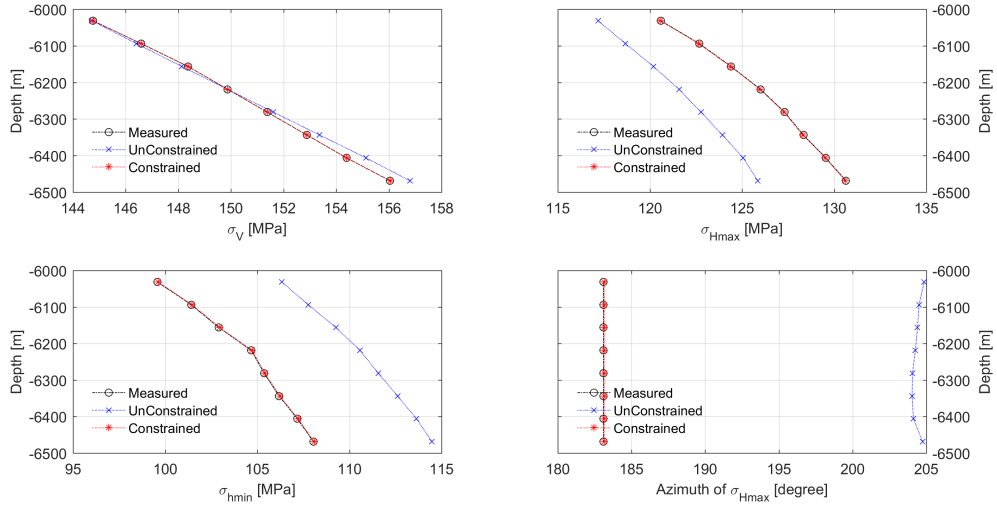 -6000
-6100
-6200
-6300
-6400
-6500
Depth [m]
Measured
UnConstrained
Constrained
144 146 148 150 152 154 156 158
σV [MPa]
-6000
-6100
-6200
-6300
-6400
-6500
Depth [m]
Measured
UnConstrained
Constrained
115 120 125 130 135
σHmax [MPa]
-6000
-6100
-6200
-6300
-6400
-6500
Depth [m]
Measured
UnConstrained
Constrained
95 100 105 110 115
σhmin [MPa]
-6000
-6100
-6200
-6300
-6400
-6500
Depth [m]
Measured
UnConstrained
Constrained
180 185 190 195 200 205
Azimuth of σHmax [degree]